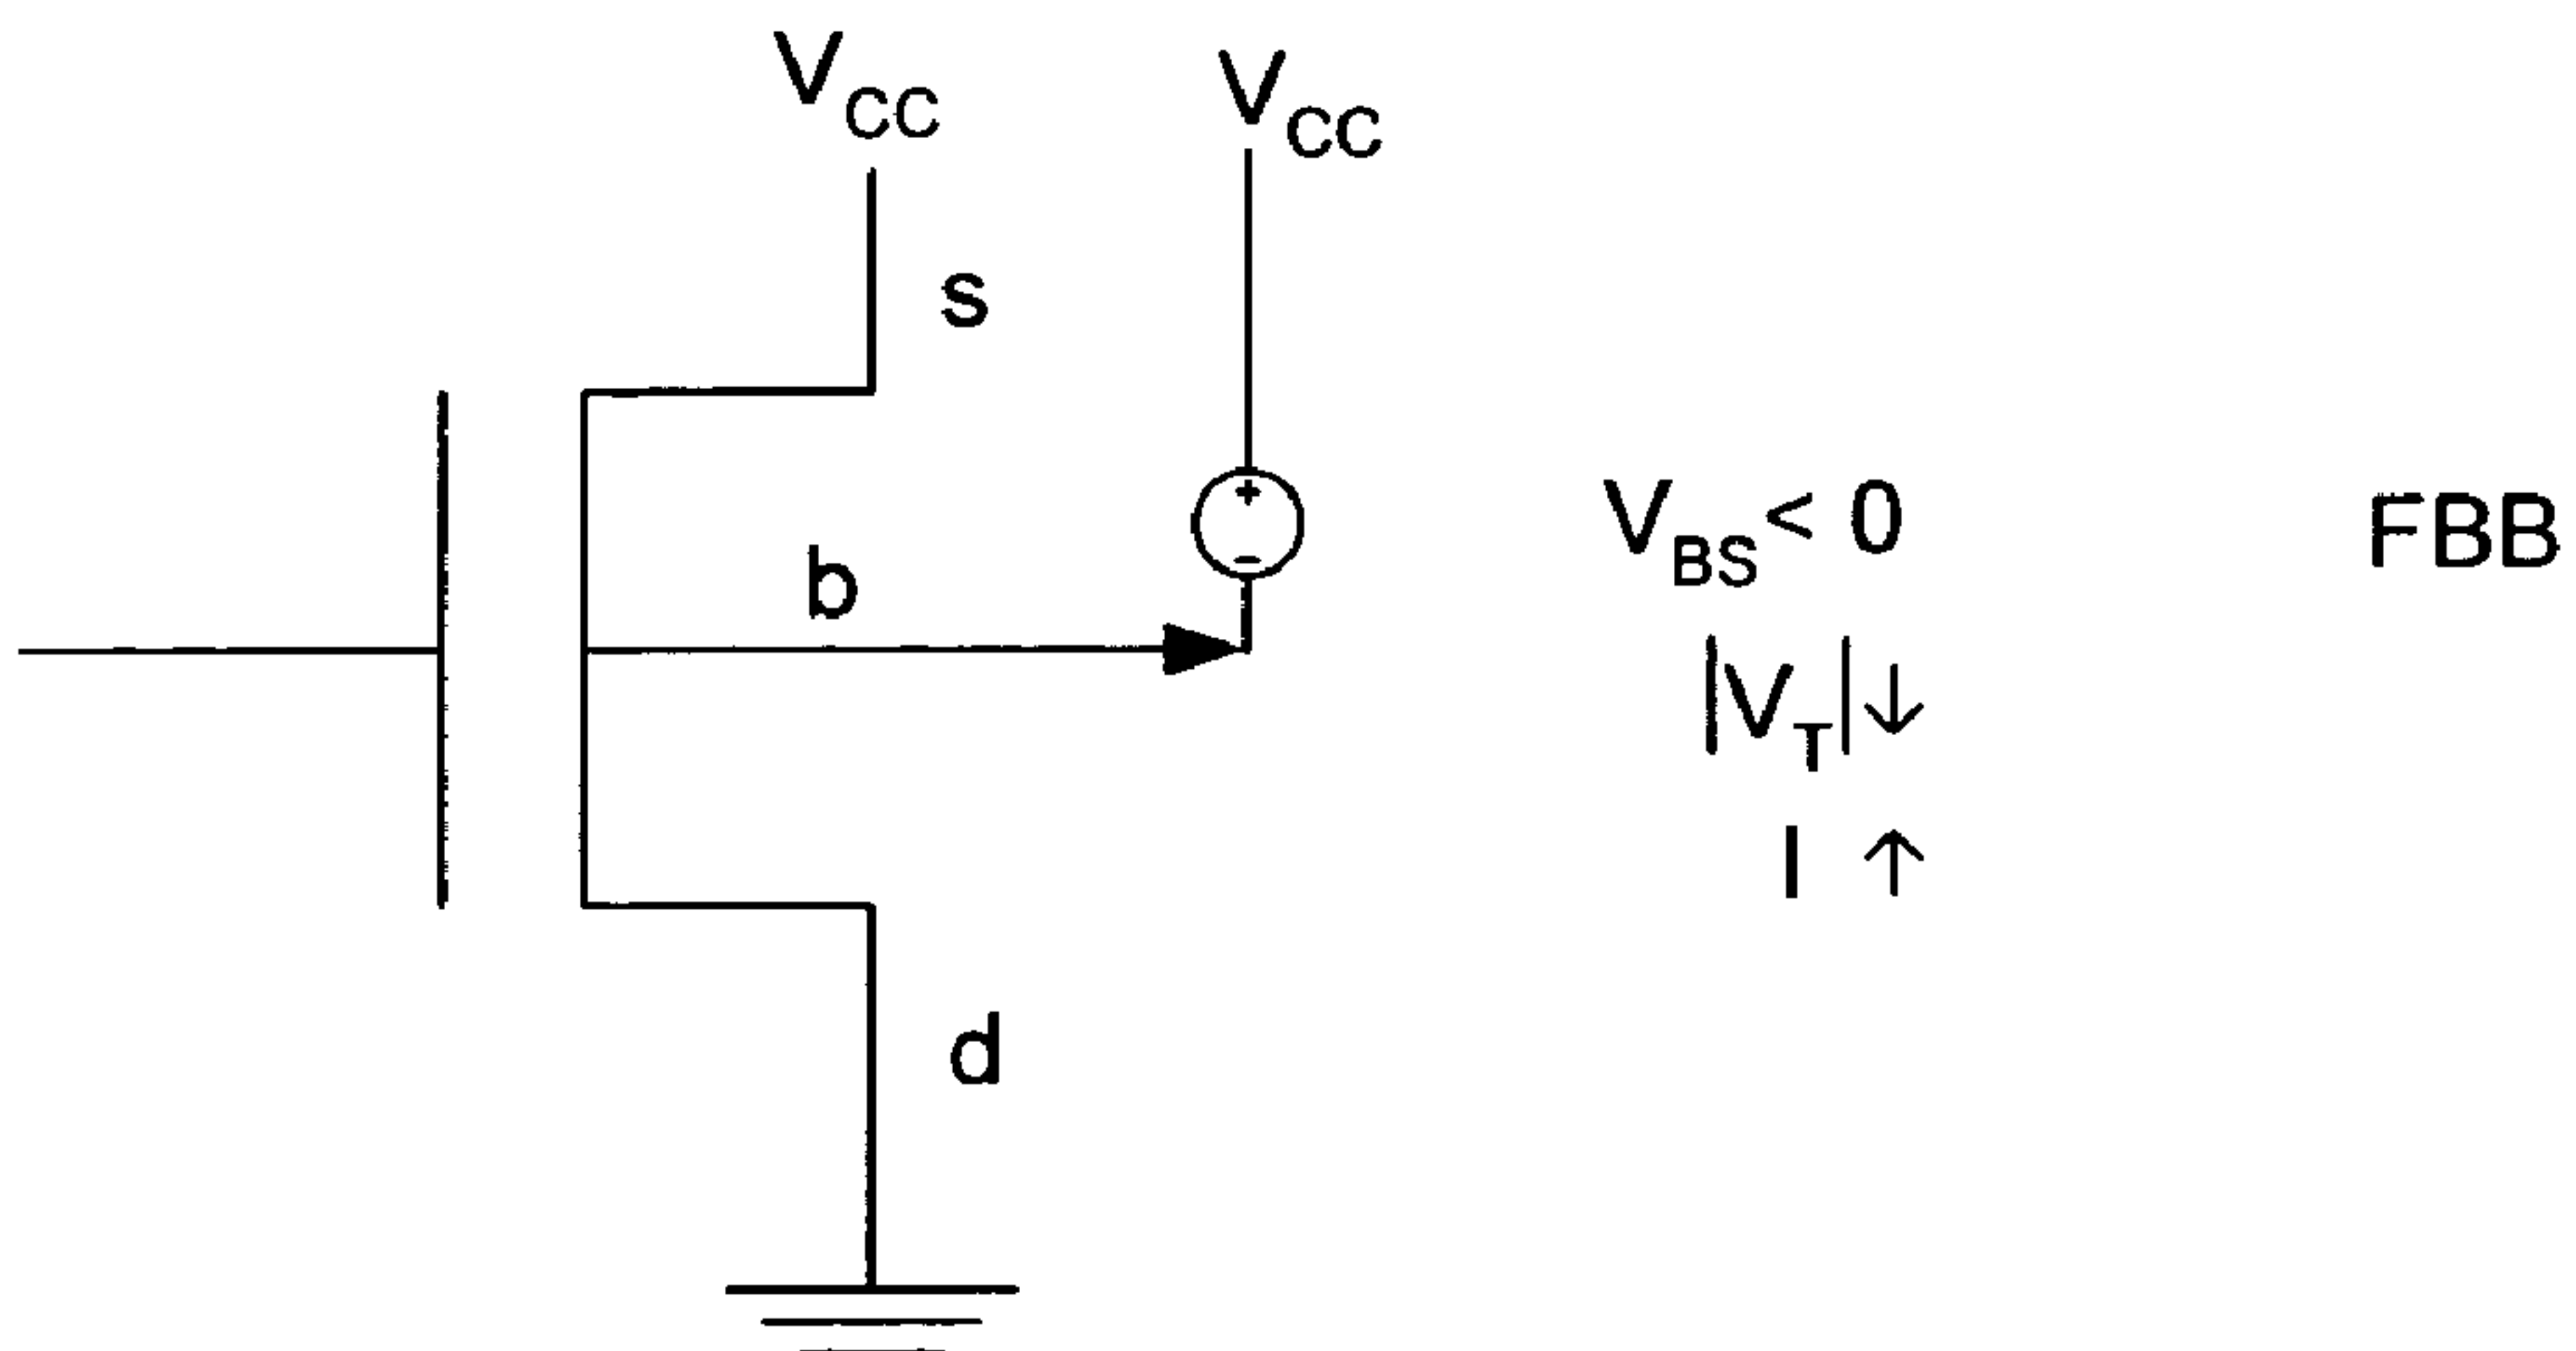 V_CC
V_CC
s
+
-
b
V_BS < 0
FBB
|V_T| ↓
I ↑
d